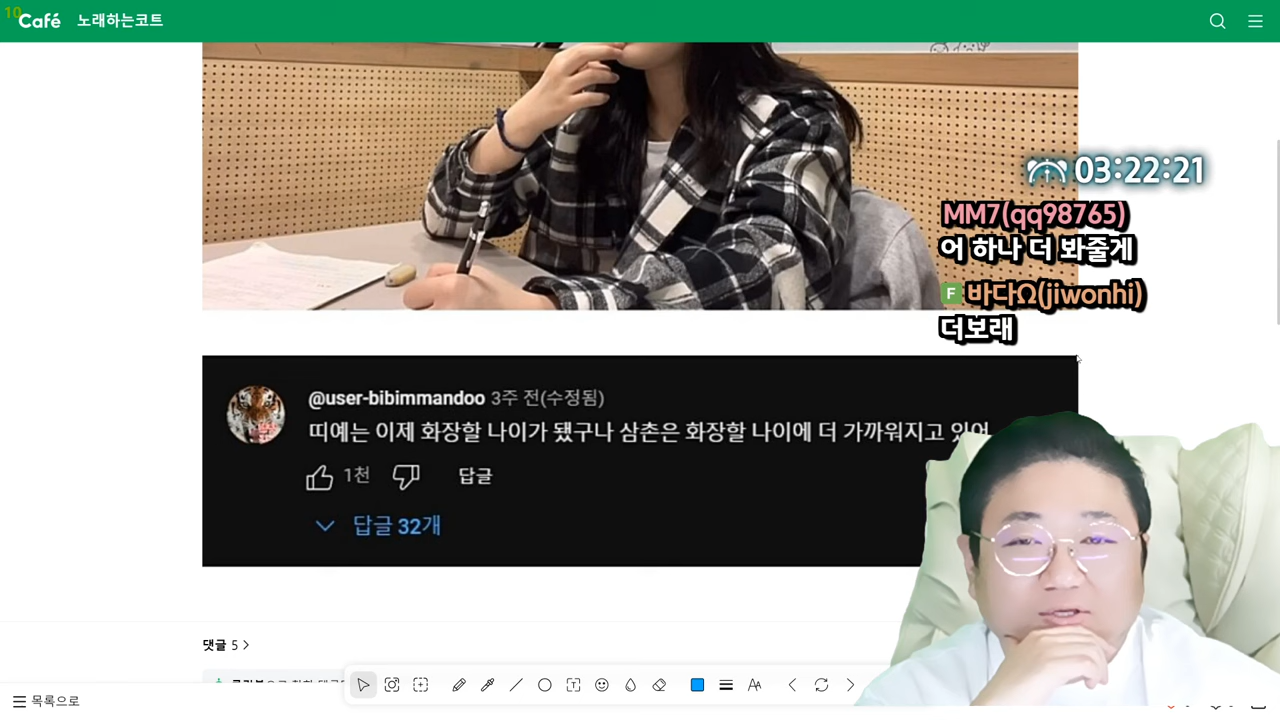 10
Café 노래하는코트
03:22:21
MM7(qq98765)
어 하나 더 봐줄게
F 바다Ω(jiwonhi)
더보래
@user-bibimmandoo 3주 전(수정됨)
띠예는 이제 화장할 나이가 됐구나 삼촌은 화장할 나이에 더 가까워지고 있어
1천 답글
답글 32개
댓글 5
목록으로